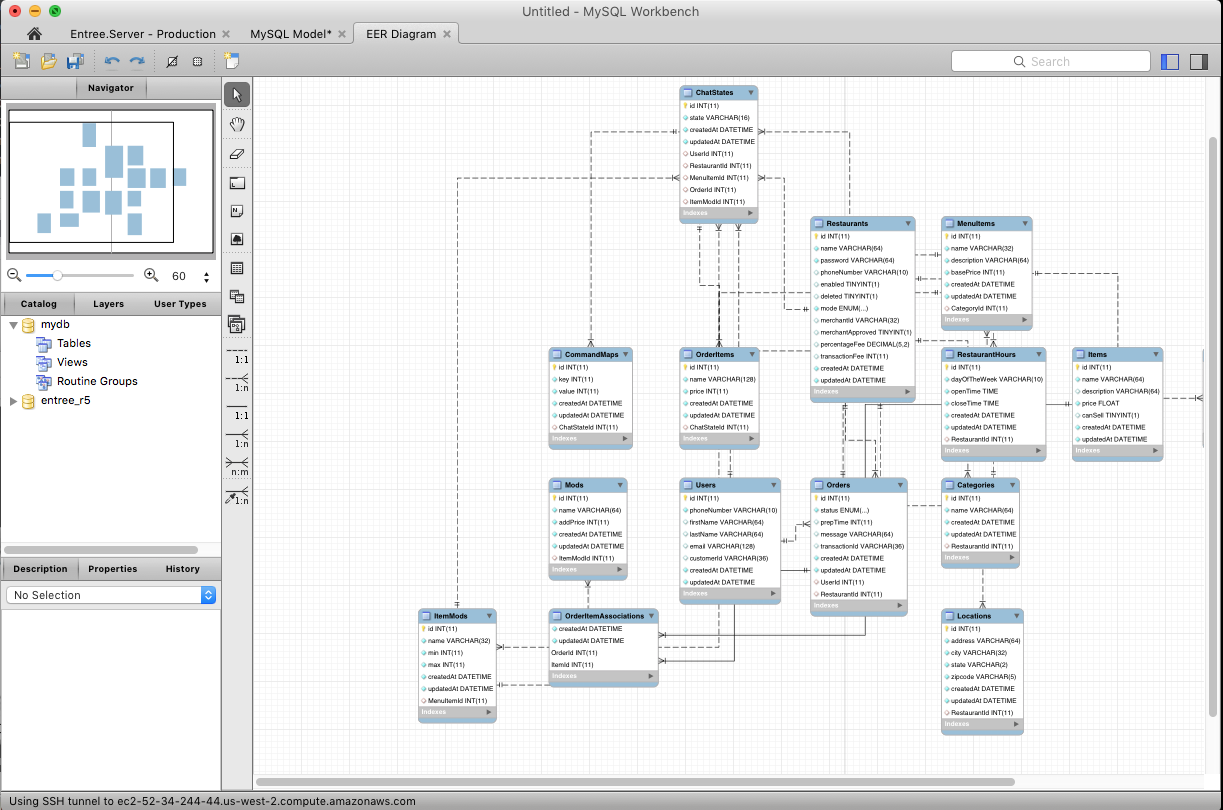 Untitled - MySQL Workbench
Entree.Server - Production
MySQL Model*
EER Diagram
Search
Navigator
60
Catalog
Layers
User Types
mydb
Tables
Views
Routine Groups
entree_r5
Description
Properties
History
No Selection
1:1
1:n
1:1
1:n
n:m
1:n
ChatStates
id INT(11)
state VARCHAR(16)
createdAt DATETIME
updatedAt DATETIME
UserId INT(11)
RestaurantId INT(11)
MenuItemId INT(11)
OrderId INT(11)
ItemModId INT(11)
Indexes
Restaurants
id INT(11)
name VARCHAR(64)
password VARCHAR(64)
phoneNumber VARCHAR(10)
enabled TINYINT(1)
deleted TINYINT(1)
mode ENUM(...)
merchantId VARCHAR(32)
merchantApproved TINYINT(1)
percentageFee DECIMAL(5,2)
transactionFee INT(11)
createdAt DATETIME
updatedAt DATETIME
Indexes
MenuItems
id INT(11)
name VARCHAR(32)
description VARCHAR(64)
basePrice INT(11)
createdAt DATETIME
updatedAt DATETIME
CategoryId INT(11)
Indexes
CommandMaps
id INT(11)
key INT(11)
value INT(11)
createdAt DATETIME
updatedAt DATETIME
ChatStateId INT(11)
Indexes
OrderItems
id INT(11)
name VARCHAR(128)
price INT(11)
createdAt DATETIME
updatedAt DATETIME
ChatStateId INT(11)
Indexes
RestaurantHours
id INT(11)
dayOfTheWeek VARCHAR(10)
openTime TIME
closeTime TIME
createdAt DATETIME
updatedAt DATETIME
RestaurantId INT(11)
Indexes
Items
id INT(11)
name VARCHAR(64)
description VARCHAR(64)
price FLOAT
canSell TINYINT(1)
createdAt DATETIME
updatedAt DATETIME
Indexes
Mods
id INT(11)
name VARCHAR(64)
addPrice INT(11)
createdAt DATETIME
updatedAt DATETIME
ItemModId INT(11)
Indexes
Users
id INT(11)
phoneNumber VARCHAR(10)
firstName VARCHAR(64)
lastName VARCHAR(64)
email VARCHAR(128)
customerId VARCHAR(36)
createdAt DATETIME
updatedAt DATETIME
Indexes
Orders
id INT(11)
status ENUM(...)
prepTime INT(11)
message VARCHAR(64)
transactionId VARCHAR(36)
createdAt DATETIME
updatedAt DATETIME
UserId INT(11)
RestaurantId INT(11)
Indexes
Categories
id INT(11)
name VARCHAR(64)
createdAt DATETIME
updatedAt DATETIME
RestaurantId INT(11)
Indexes
ItemMods
id INT(11)
name VARCHAR(32)
min INT(11)
max INT(11)
createdAt DATETIME
updatedAt DATETIME
MenuItemId INT(11)
Indexes
OrderItemAssociations
createdAt DATETIME
updatedAt DATETIME
OrderId INT(11)
ItemId INT(11)
Indexes
Locations
id INT(11)
address VARCHAR(64)
city VARCHAR(32)
state VARCHAR(2)
zipcode VARCHAR(5)
createdAt DATETIME
updatedAt DATETIME
RestaurantId INT(11)
Indexes
Using SSH tunnel to ec2-52-34-244-44.us-west-2.compute.amazonaws.com